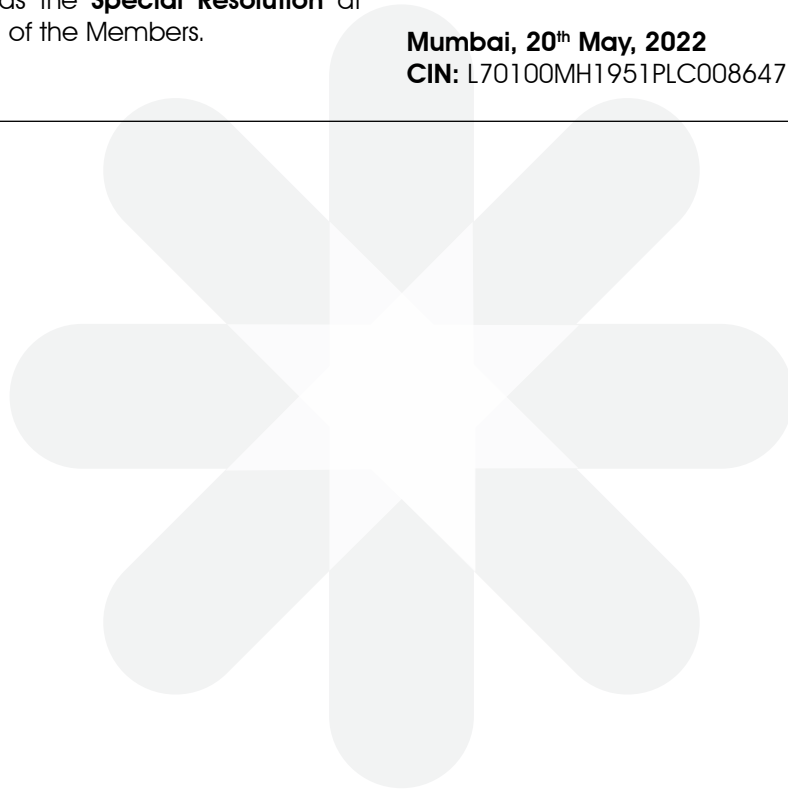 as the Special Resolution at
of the Members.
Mumbai, 20th May, 2022
CIN: L70100MH1951PLC008647